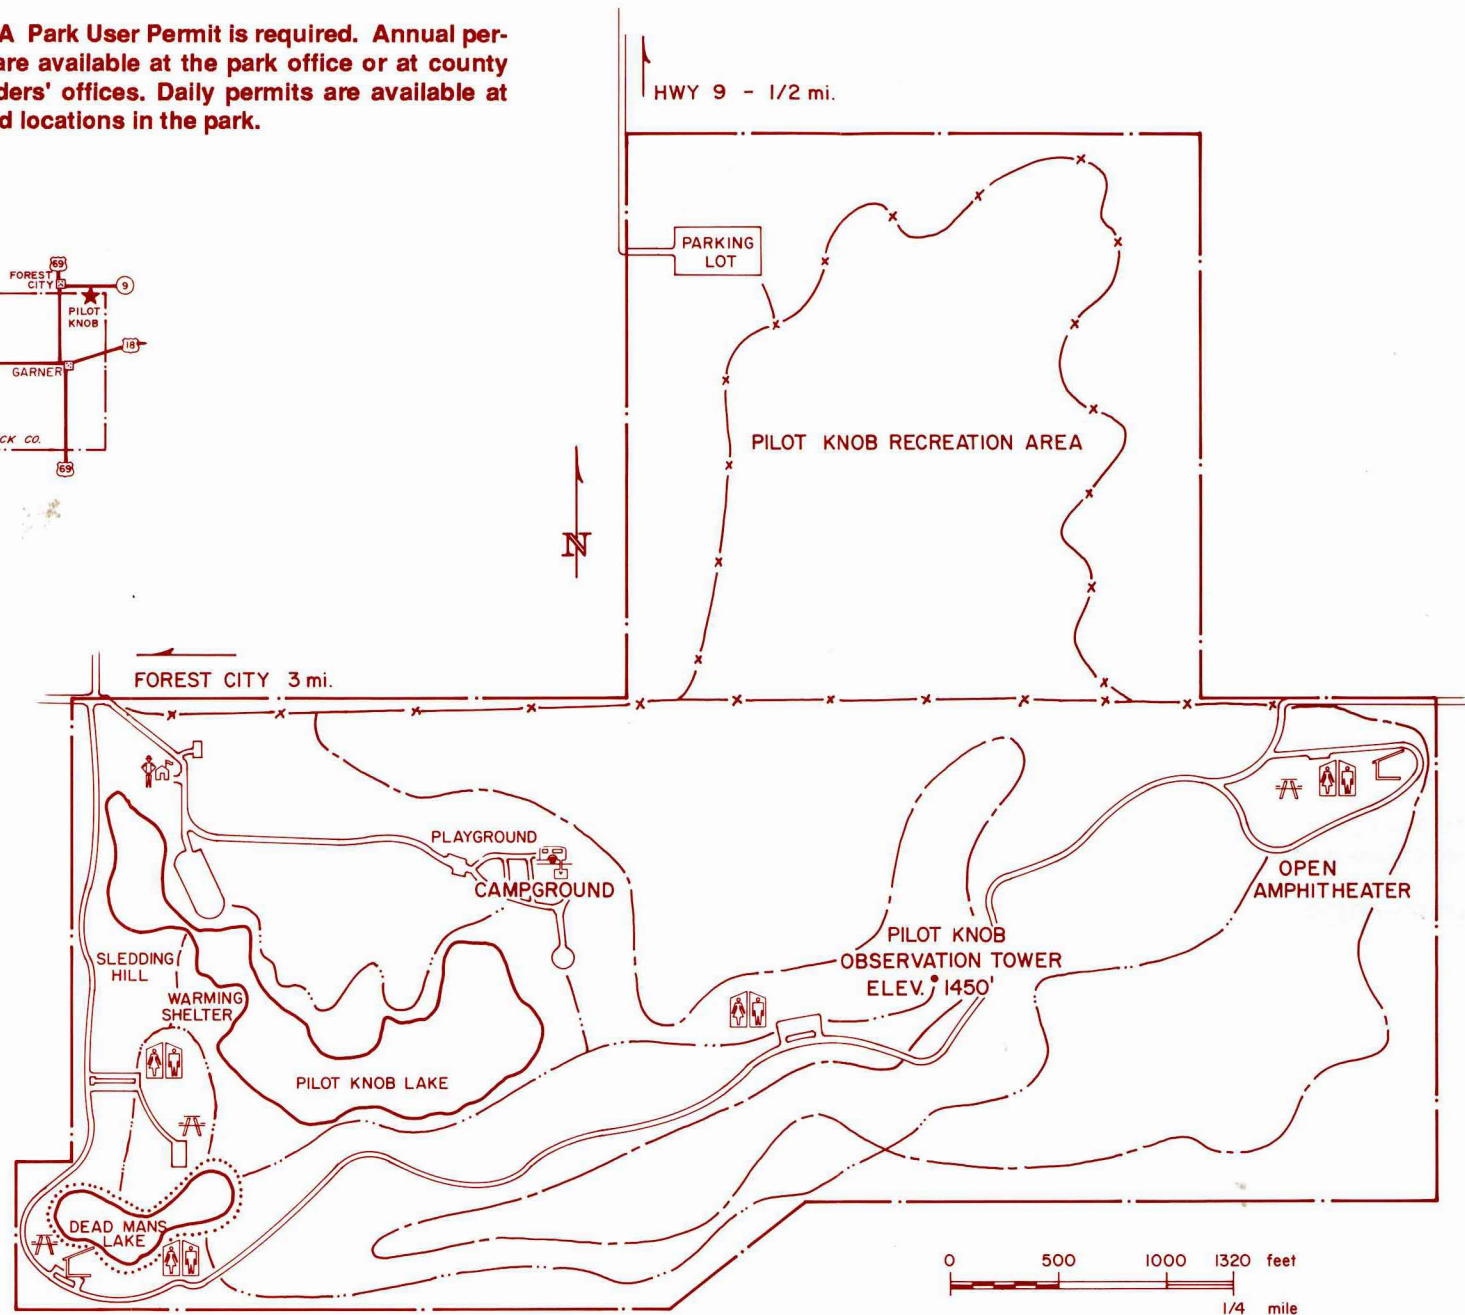 A Park User Permit is required. Annual per-
are available at the park office or at county
ders' offices. Daily permits are available at
d locations in the park.
HWY 9 - 1/2 mi.
69
FOREST
CITY
9
PILOT
KNOB
18
GARNER
CK CO.
69
PARKING
LOT
PILOT KNOB RECREATION AREA
N
FOREST CITY 3 mi.
PLAYGROUND
CAMPGROUND
OPEN
AMPHITHEATER
PILOT KNOB
OBSERVATION TOWER
ELEV. 1450'
SLEDDING
HILL
WARMING
SHELTER
PILOT KNOB LAKE
DEAD MANS
LAKE
0 500 1000 1320 feet
1/4 mile